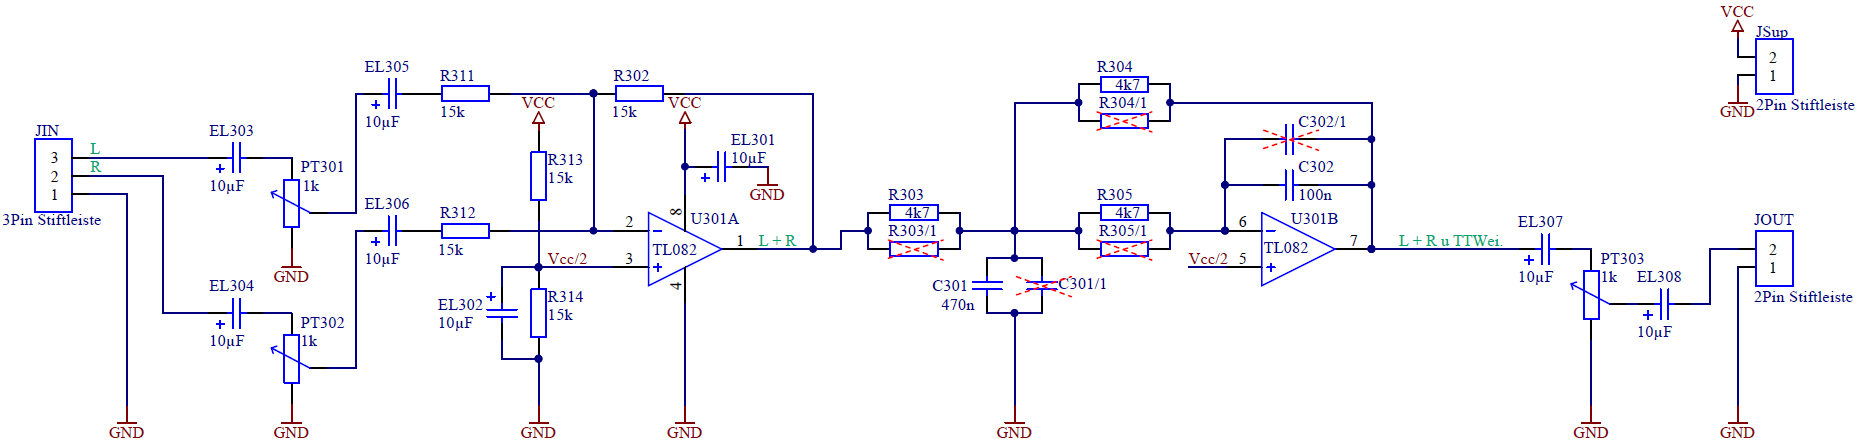 JIN
3
2
1
3Pin Stiftleiste
L
R
GND
EL303
10µF
EL304
10µF
PT301
1k
GND
PT302
1k
GND
EL305
10µF
EL306
10µF
R311
15k
R312
15k
VCC
R313
15k
Vcc/2
EL302
10µF
R314
15k
GND
R302
15k
VCC
EL301
10µF
GND
8
U301A
2
TL082
1
3
4
L + R
GND
R303
4k7
R303/1
C301
470n
C301/1
GND
R304
4k7
R304/1
R305
4k7
R305/1
C302/1
C302
100n
6
U301B
TL082
7
Vcc/2
5
L + R u TTWei.
EL307
10µF
PT303
1k
GND
EL308
10µF
JOUT
2
1
2Pin Stiftleiste
GND
VCC
JSup
2
1
GND
2Pin Stiftleiste